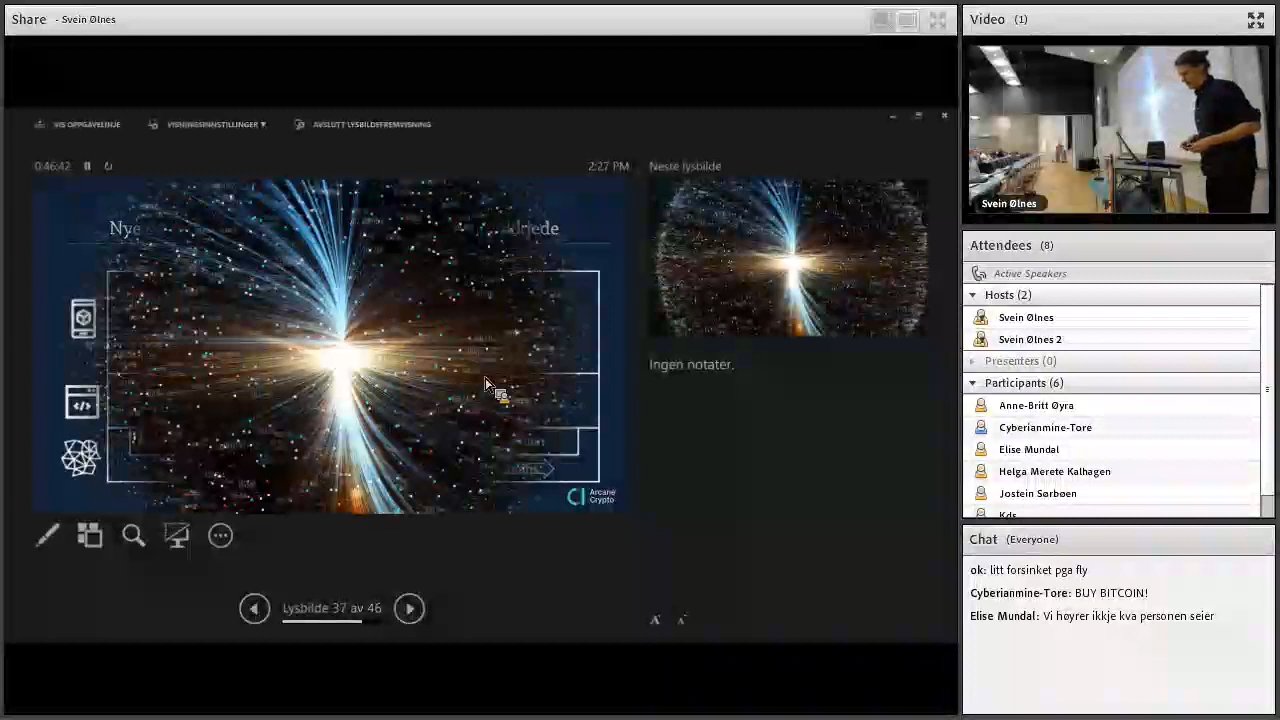 Share - Svein Ølnes
VIS OPPGAVELINJE
VISNINGSINNSTILLINGER
AVSLUTT LYSBILDEFREMVISNING
0:46:42
2:27 PM
Neste lysbilde
Nye
Arcane
Crypto
Ingen notater.
Lysbilde 37 av 46
A A
Video (1)
Svein Ølnes
Attendees (8)
Active Speakers
Hosts (2)
Svein Ølnes
Svein Ølnes 2
Presenters (0)
Participants (6)
Anne-Britt Øyra
Cyberianmine-Tore
Elise Mundal
Helga Merete Kalhagen
Jostein Sørbøen
Kds
Chat (Everyone)
ok: litt forsinket pga fly
Cyberianmine-Tore: BUY BITCOIN!
Elise Mundal: Vi høyrer ikkje kva personen seier